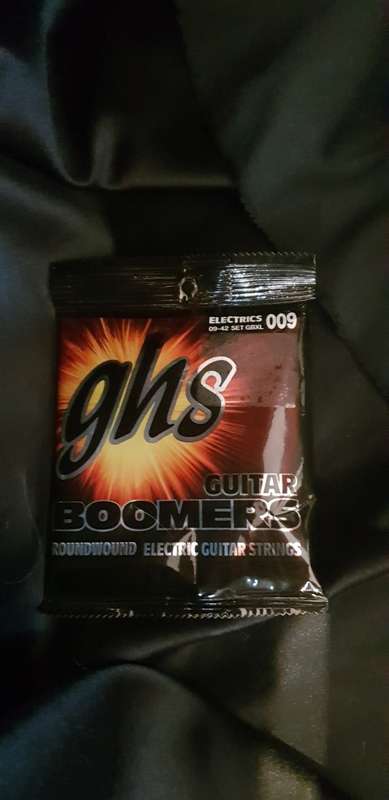 ELECTRICS 009
09-42 SET GBXL
ghs
GUITAR
BOOMERS
ROUNDWOUND ELECTRIC GUITAR STRINGS